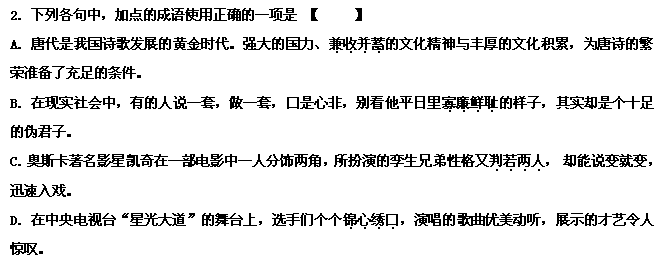 2. 下列各句中，加点的成语使用正确的一项是 【    】
A. 唐代是我国诗歌发展的黄金时代。强大的国力、兼收并蓄的文化精神与丰厚的文化积累，为唐诗的繁
荣准备了充足的条件。
B. 在现实社会中，有的人说一套，做一套，口是心非，别看他平日里寡廉鲜耻的样子，其实却是个十足
的伪君子。
C. 奥斯卡著名影星凯奇在一部电影中一人分饰两角，所扮演的孪生兄弟性格又判若两人， 却能说变就变，
迅速入戏。
D. 在中央电视台“星光大道”的舞台上，选手们个个锦心绣口，演唱的歌曲优美动听，展示的才艺令人
惊叹。